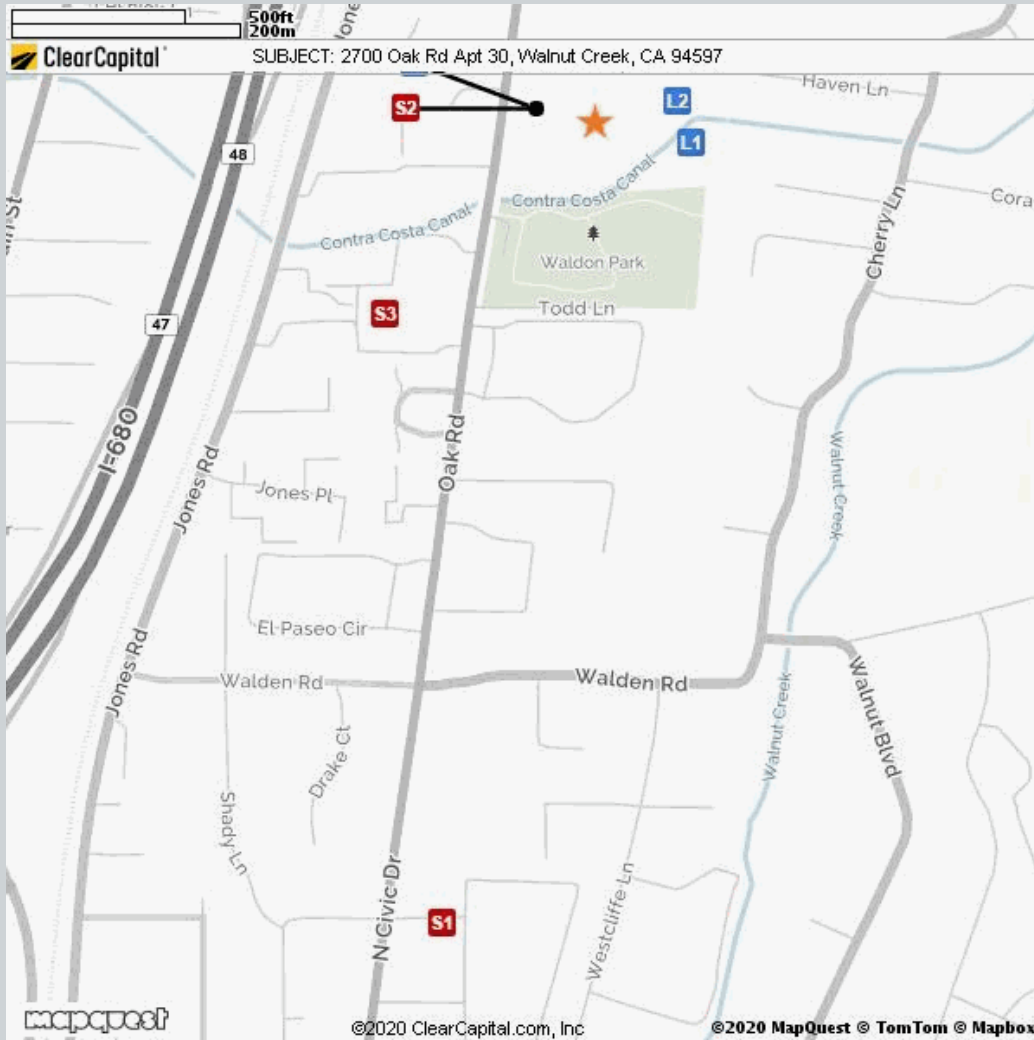 500ft
200m
Jones
ClearCapital
SUBJECT: 2700 Oak Rd Apt 30, Walnut Creek, CA 94597
Haven Ln
S2
L2
L1
48
Contra Costa Canal
Contra Costa Canal
Cherry Ln
Cora
Waldon Park
S3
Todd Ln
47
I-680
Oak Rd
Jones Rd
Jones Pl
Walnut Creek
El Paseo Cir
Jones Rd
Walden Rd
Walden Rd
Walnut Blvd
Walnut Creek
Drake Ct
Shady Ln
N Civic Dr
S1
Westcliffe Ln
mapquest
©2020 ClearCapital.com, Inc
©2020 MapQuest © TomTom © Mapbox